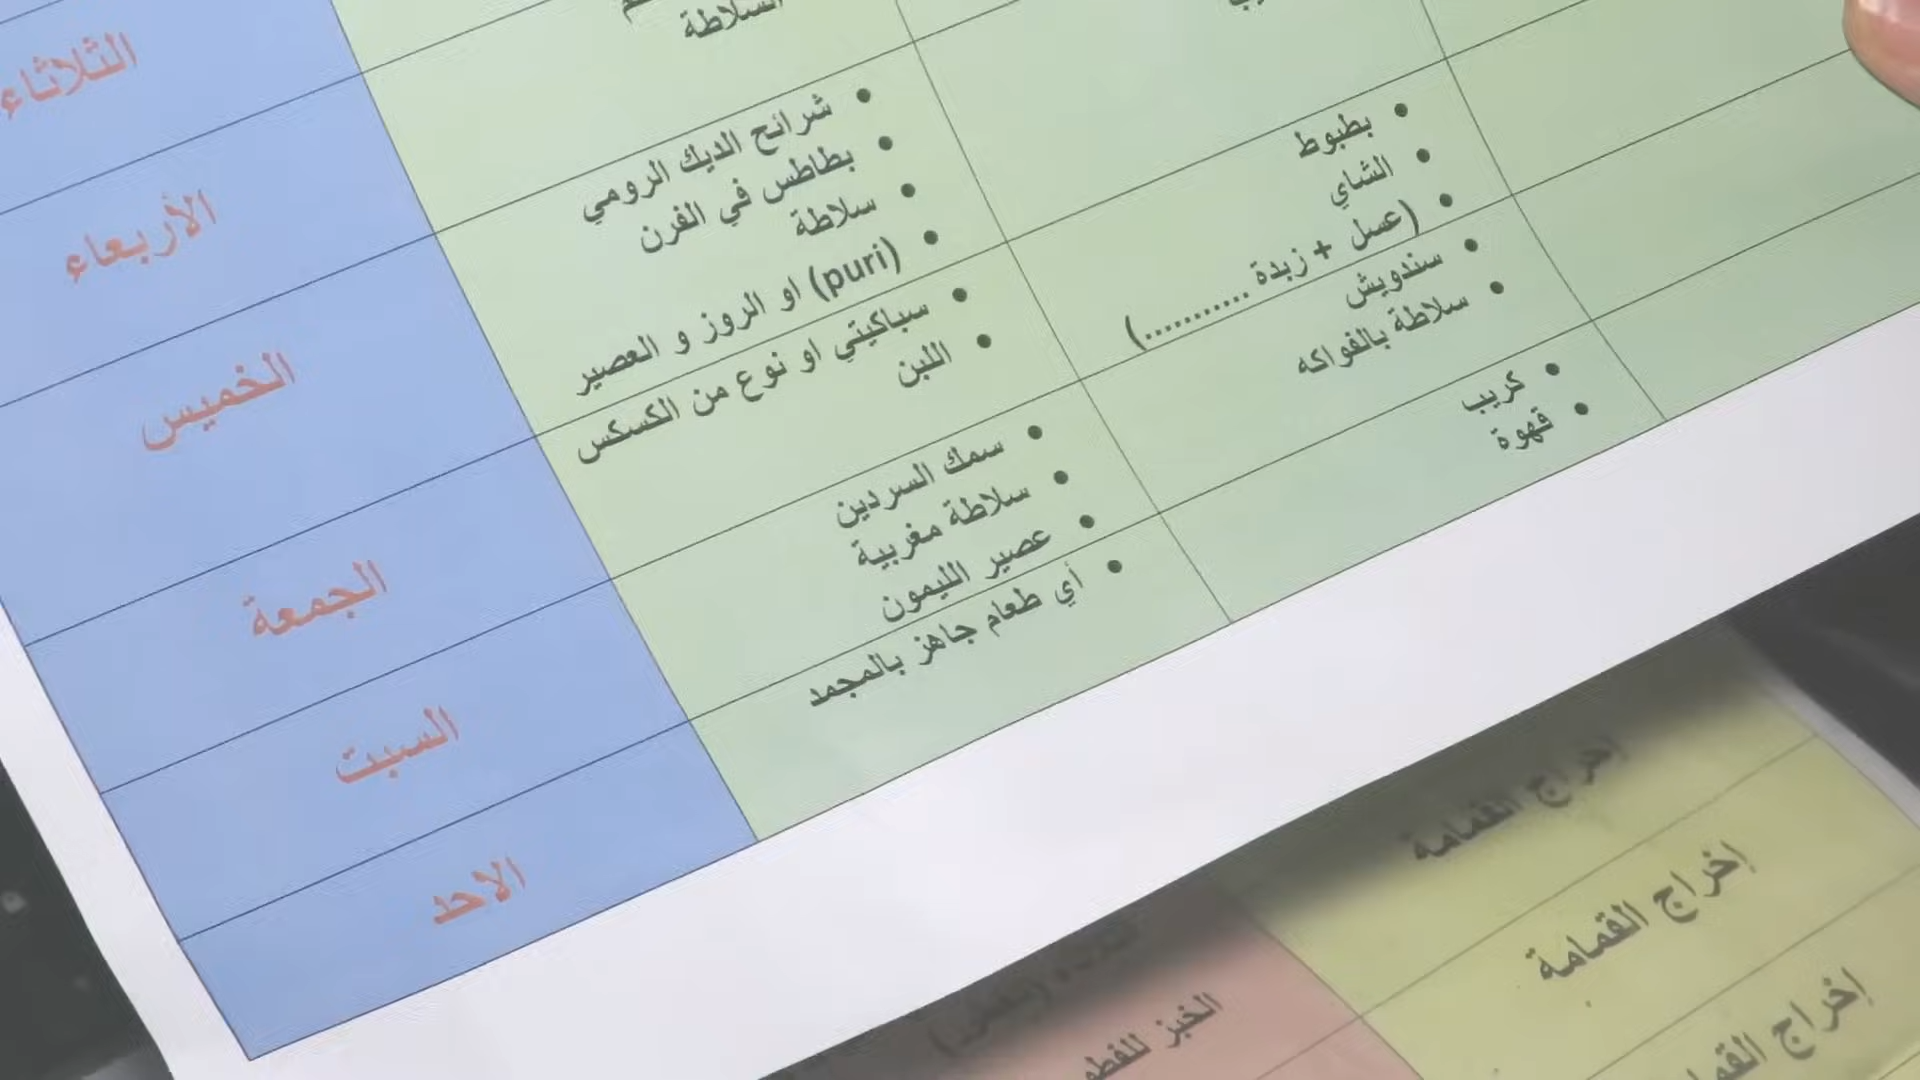 الثلاثاء
السلاطة
الأربعاء
شرائح الديك الرومي
بطاطس في الفرن
سلاطة
(puri) او الروز و العصير
بطبوط
الشاي
(عسل + زبدة ...........)
الخميس
سباكيتي او نوع من الكسكس
اللبن
سندويش
سلاطة بالفواكه
الجمعة
سمك السردين
سلاطة مغربية
عصير الليمون
كريب
قهوة
السبت
أي طعام جاهز بالمجمد
الاحد
إخراج القمامة
إخراج القمامة
إخراج
الخبز